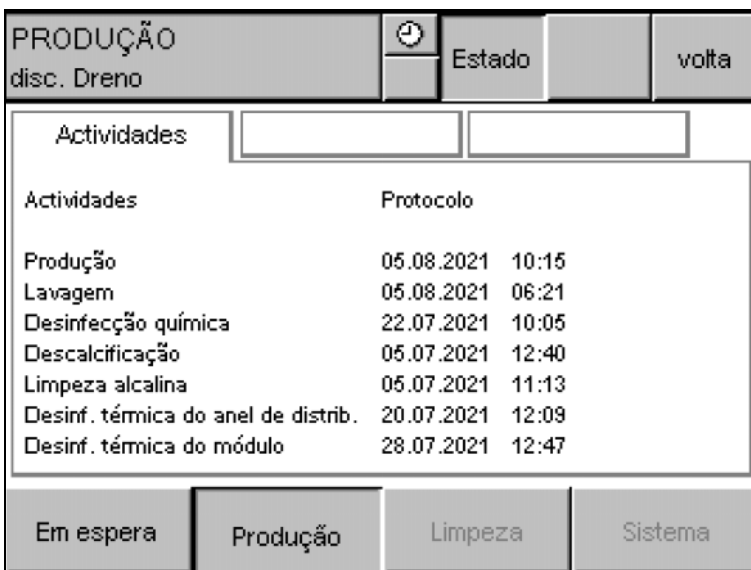 PRODUÇÃO
disc. Dreno
Estado
volta
Actividades
Actividades Protocolo
Produção 05.08.2021 10:15
Lavagem 05.08.2021 06:21
Desinfecção química 22.07.2021 10:05
Descalcificação 05.07.2021 12:40
Limpeza alcalina 05.07.2021 11:13
Desinf. térmica do anel de distrib. 20.07.2021 12:09
Desinf. térmica do módulo 28.07.2021 12:47
Em espera
Produção
Limpeza
Sistema